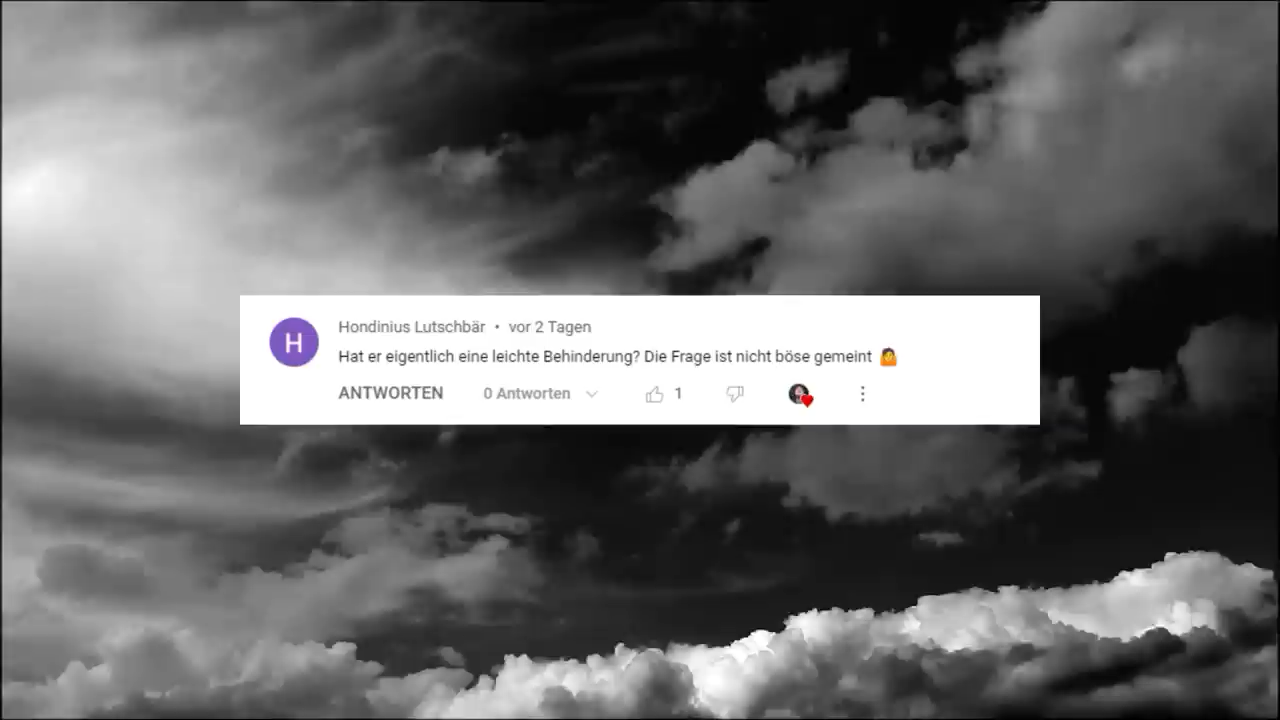 H
Hondinius Lutschbär • vor 2 Tagen
Hat er eigentlich eine leichte Behinderung? Die Frage ist nicht böse gemeint 🤷
ANTWORTEN 0 Antworten 1